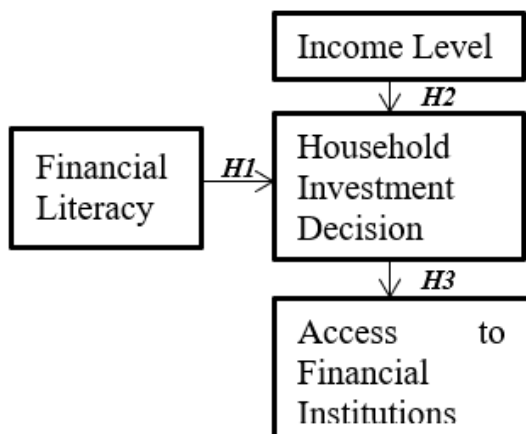 Income Level
H2
Household
Investment
Decision
H1
Financial
Literacy
H3
Access to
Financial
Institutions